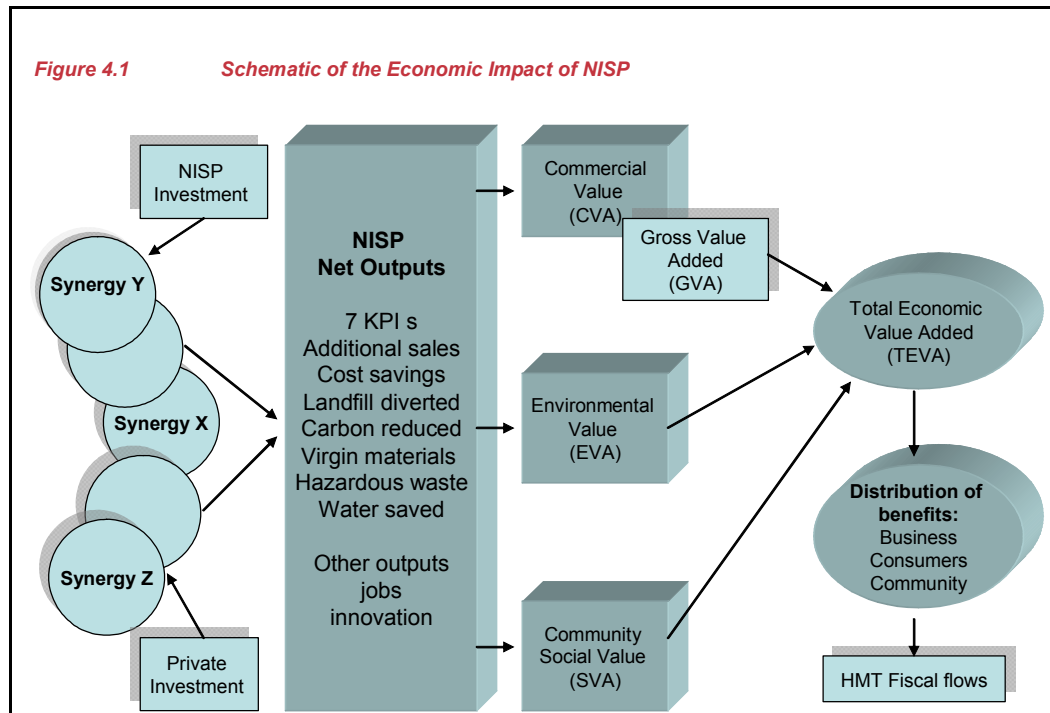 Figure 4.1 Schematic of the Economic Impact of NISP
NISP
Investment
Synergy Y
Synergy X
Synergy Z
Private
Investment
NISP
Net Outputs
7 KPI s
Additional sales
Cost savings
Landfill diverted
Carbon reduced
Virgin materials
Hazardous waste
Water saved
Other outputs
jobs
innovation
Commercial
Value
(CVA)
Gross Value
Added
(GVA)
Environmental
Value
(EVA)
Community
Social Value
(SVA)
Total Economic
Value Added
(TEVA)
Distribution of
benefits:
Business
Consumers
Community
HMT Fiscal flows